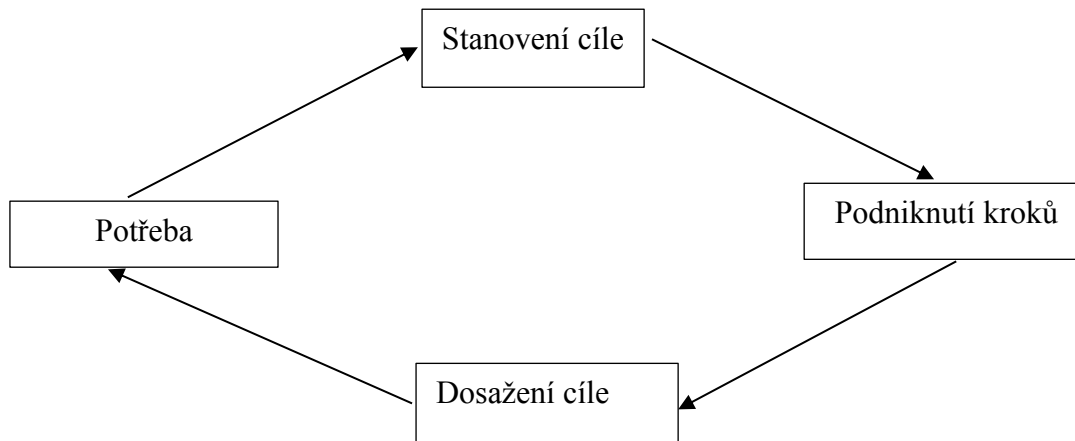 Stanovení cíle
Potřeba
Podniknutí kroků
Dosažení cíle